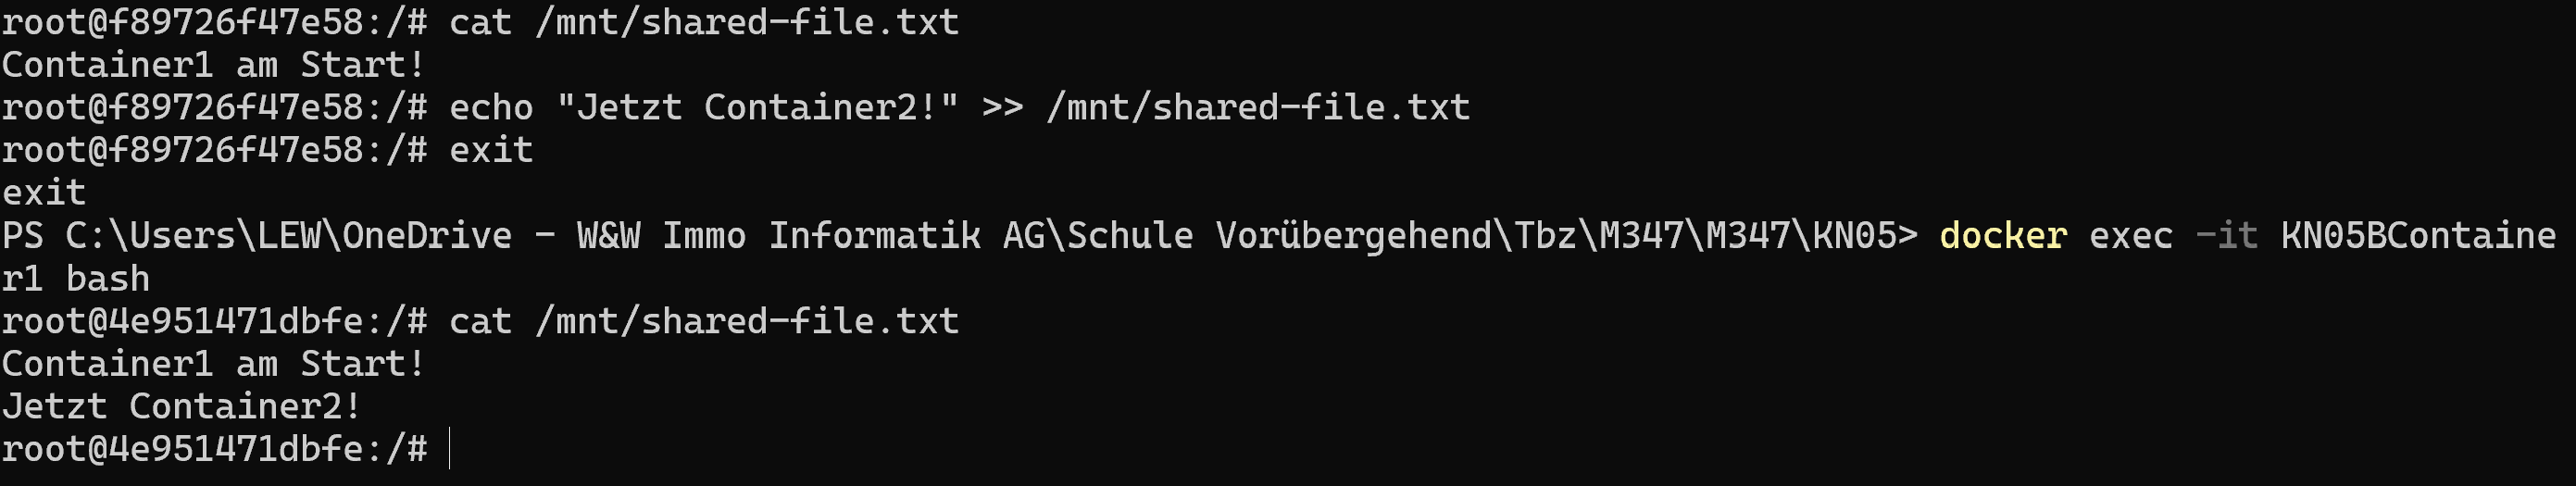 root@f89726f47e58:/# cat /mnt/shared-file.txt
Container1 am Start!
root@f89726f47e58:/# echo "Jetzt Container2!" >> /mnt/shared-file.txt
root@f89726f47e58:/# exit
exit
PS C:\Users\LEW\OneDrive - W&W Immo Informatik AG\Schule Vorübergehend\Tbz\M347\M347\KN05> docker exec -it KN05BContaine
r1 bash
root@4e951471dbfe:/# cat /mnt/shared-file.txt
Container1 am Start!
Jetzt Container2!
root@4e951471dbfe:/#